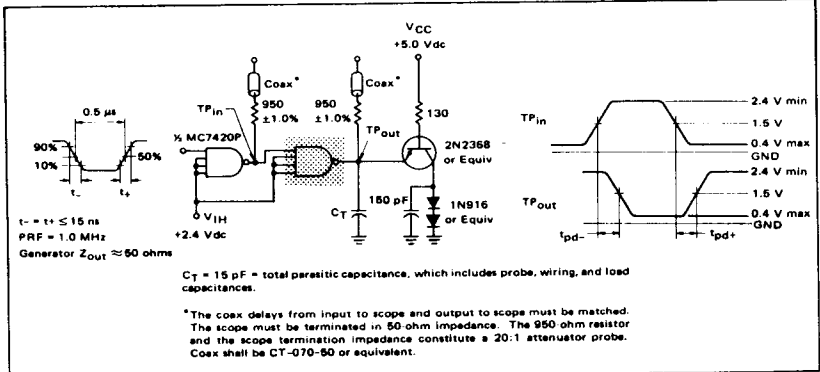 VCC
+5.0 Vdc
Coax*
Coax*
950
±1.0%
950
±1.0%
130
TPin
TPout
2N2368
or Equiv
½ MC7420P
0.5 µs
90%
10%
50%
t-
t+
VIH
+2.4 Vdc
CT
150 pF
1N916
or Equiv
t- = t+ ≤ 15 ns
PRF = 1.0 MHz
Generator Zout ≈ 50 ohms
TPin
2.4 V min
1.5 V
0.4 V max
GND
TPout
2.4 V min
1.5 V
0.4 V max
GND
tpd-
tpd+
CT = 15 pF = total parasitic capacitance, which includes probe, wiring, and load
capacitances.
*The coax delays from input to scope and output to scope must be matched.
The scope must be terminated in 50-ohm impedance. The 950-ohm resistor
and the scope termination impedance constitute a 20:1 attenuator probe.
Coax shall be CT-070-50 or equivalent.